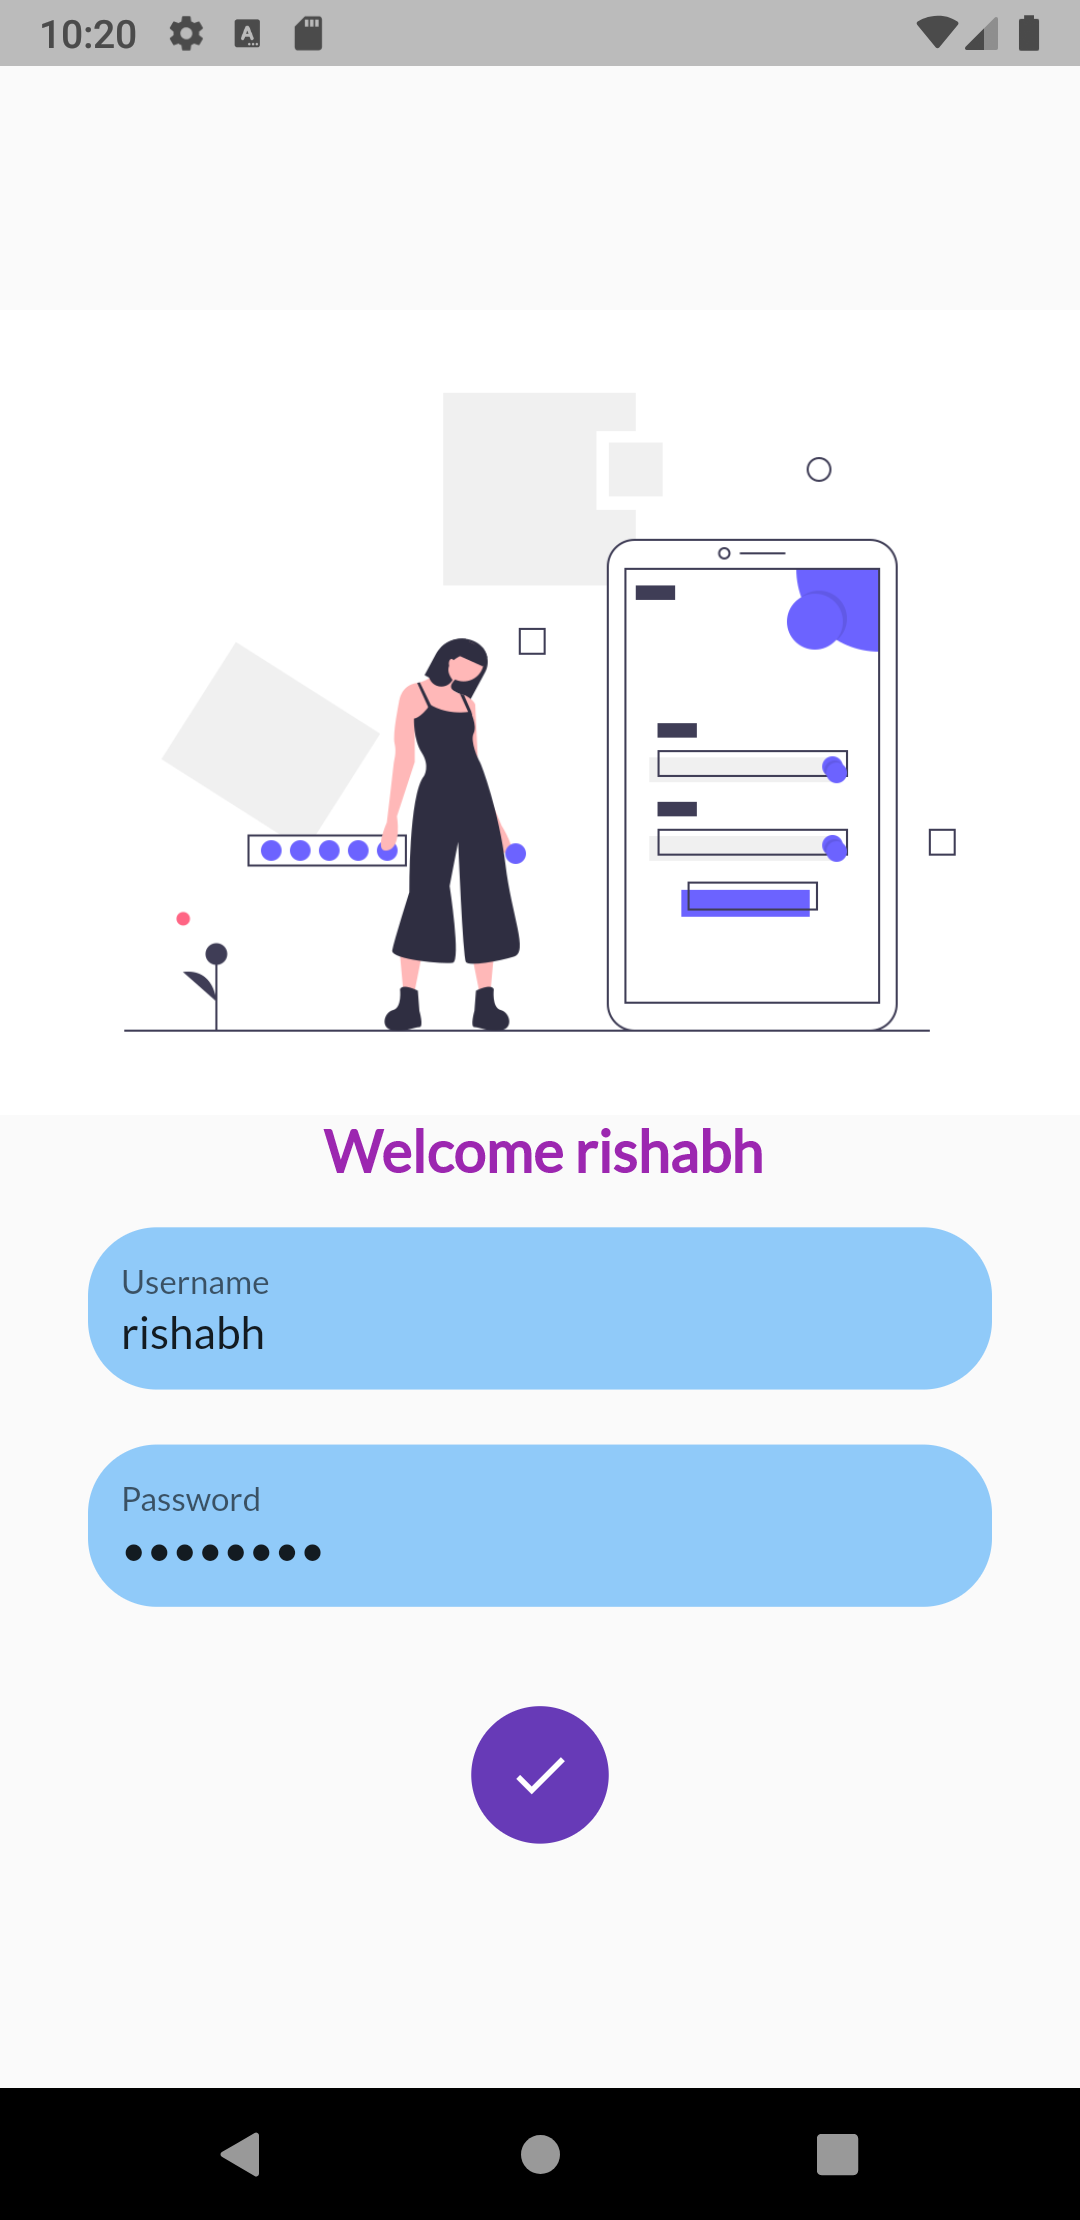 10:20
Welcome rishabh
Username
rishabh
Password
••••••••